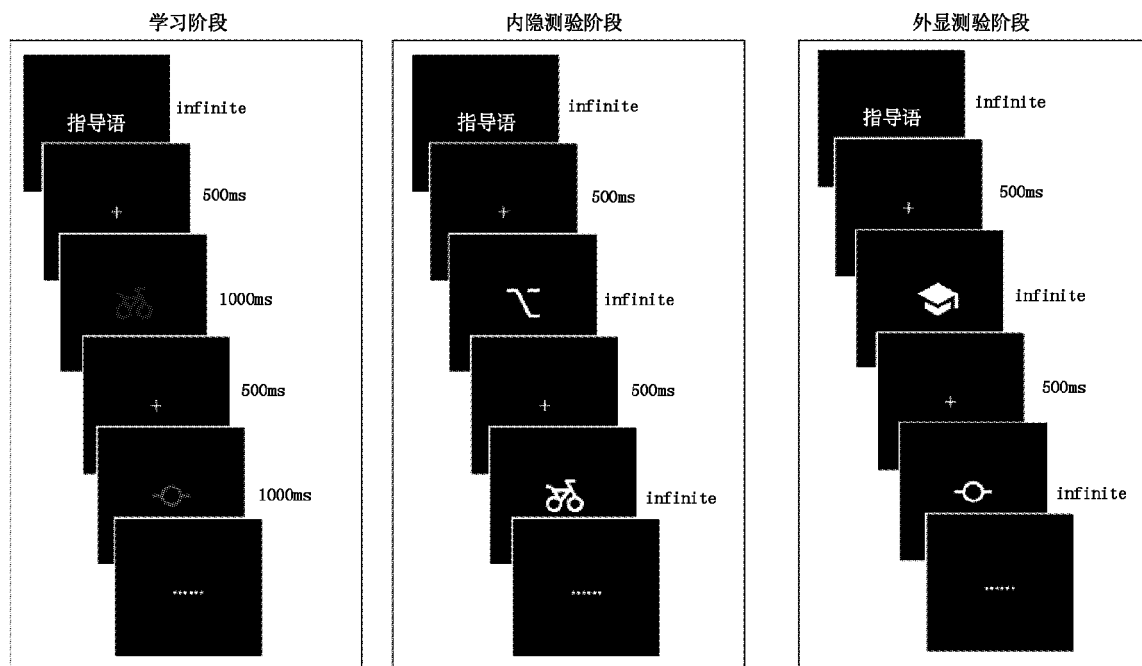 学习阶段
指导语
infinite
500ms
1000ms
500ms
1000ms
******
内隐测验阶段
指导语
infinite
500ms
infinite
500ms
infinite
******
外显测验阶段
指导语
infinite
500ms
infinite
500ms
infinite
******